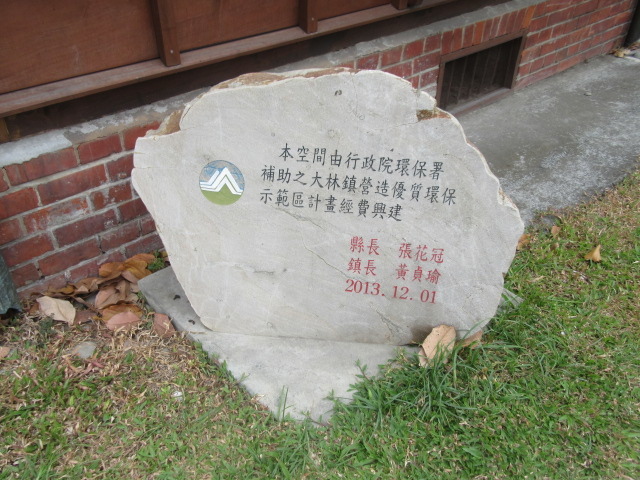 本空間由行政院環保署
補助之大林鎮營造優質環保
示範區計畫經費興建
縣長 張花冠
鎮長 黃貞瑜
2013.12.01